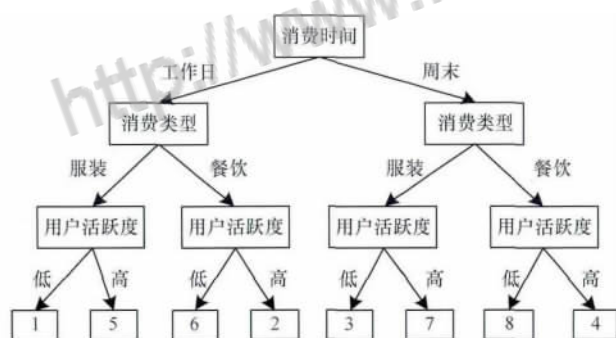 http://www.
消费时间
工作日 周末
消费类型 消费类型
服装 餐饮 服装 餐饮
用户活跃度 用户活跃度 用户活跃度 用户活跃度
低 高 低 高 低 高 低 高
1 5 6 2 3 7 8 4